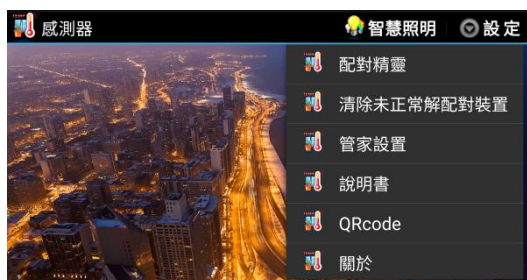 感測器 智慧照明 設定
配對精靈
清除未正常解配對裝置
管家設置
說明書
QRcode
關於